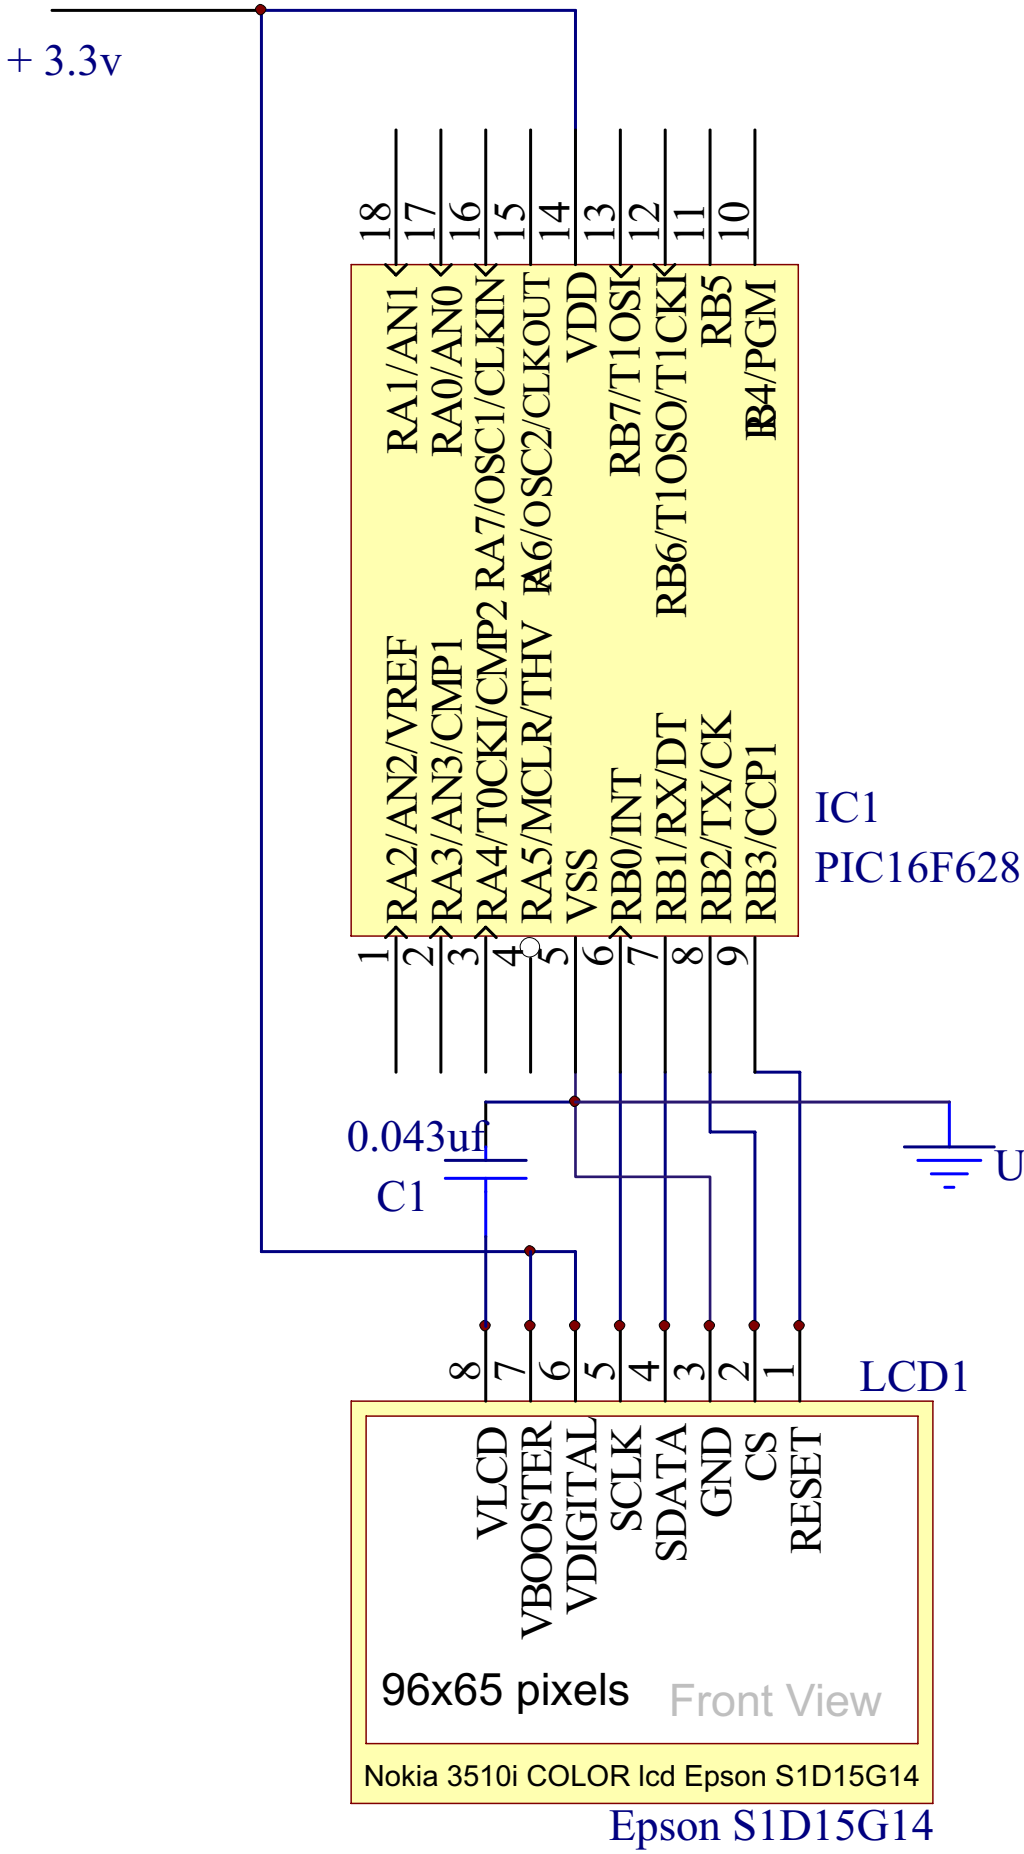 + 3.3v
18
17
16
15
14
13
12
11
10
RA1/AN1
RA0/AN0
RA7/OSC1/CLKIN
RA6/OSC2/CLKOUT
VDD
RB7/T1OSI
RB6/T1OSO/T1CKI
RB5
RB4/PGM
RA2/AN2/VREF
RA3/AN3/CMP1
RA4/T0CKI/CMP2
RA5/MCLR/THV
VSS
RB0/INT
RB1/RX/DT
RB2/TX/CK
RB3/CCP1
IC1
PIC16F628
1
2
3
4
5
6
7
8
9
0.043uf
C1
U
8
7
6
5
4
3
2
1
LCD1
VLCD
VBOOSTER
VDIGITAL
SCLK
SDATA
GND
CS
RESET
96x65 pixels
Front View
Nokia 3510i COLOR lcd Epson S1D15G14
Epson S1D15G14